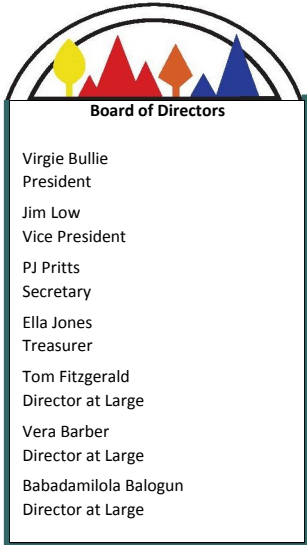 Board of Directors
Virgie Bullie
President
Jim Low
Vice President
PJ Pritts
Secretary
Ella Jones
Treasurer
Tom Fitzgerald
Director at Large
Vera Barber
Director at Large
Babadamilola Balogun
Director at Large